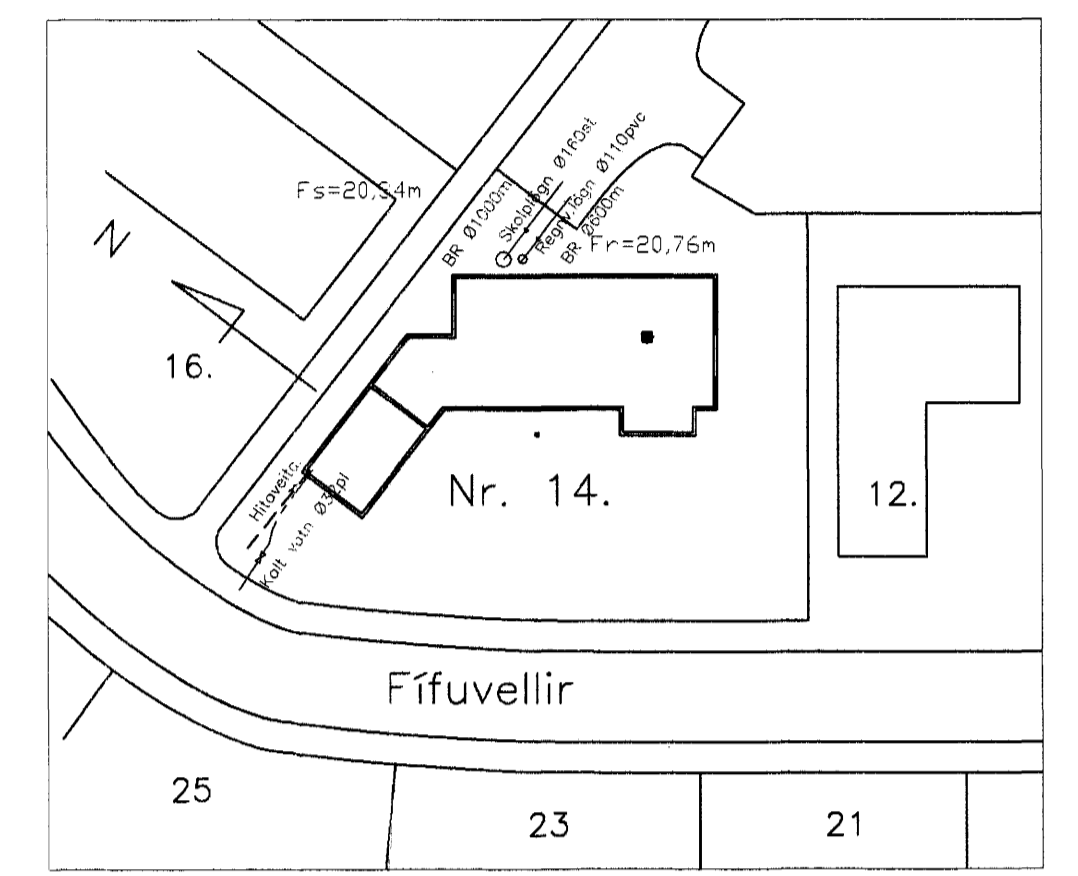 Skolplögn Ø160st
Regnv.lögn Ø110pvc
BR Ø1000m
BR Ø600m
Fs=20,54m
Fr=20,76m
N
16.
Hitaveita.
Kalt vatn Ø32pl
Nr. 14.
12.
Fífuvellir
25
23
21